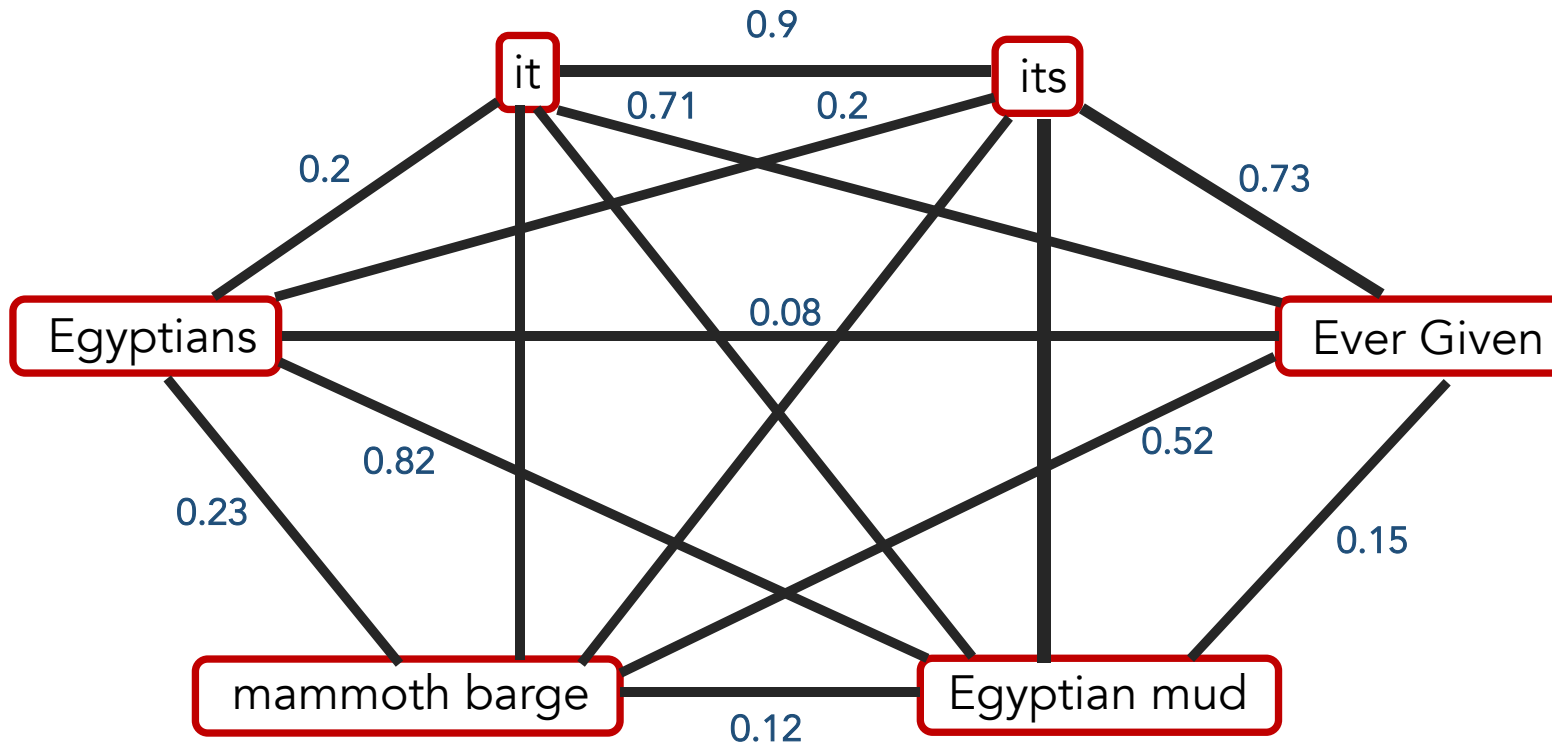 0.9
it
its
0.71
0.2
0.2
0.73
0.08
Egyptians
Ever Given
0.82
0.52
0.23
0.15
mammoth barge
Egyptian mud
0.12